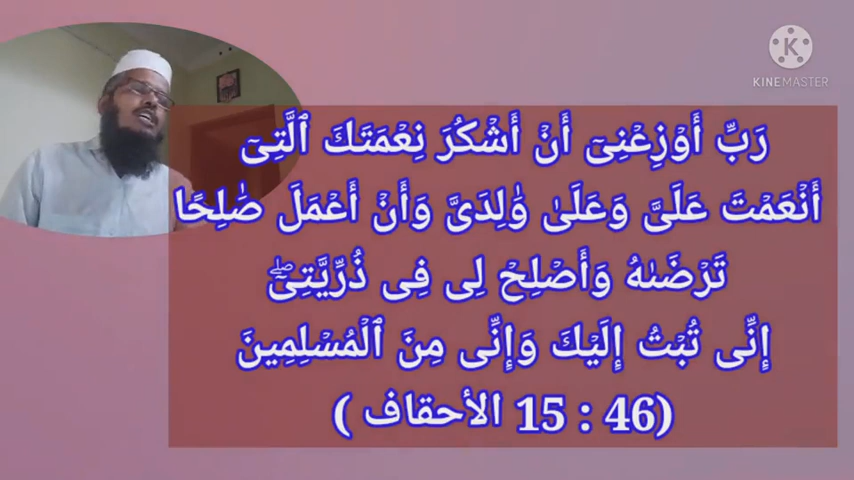 KINEMASTER
رَبِّ أَوۡزِعۡنِىٓ أَنۡ أَشۡكُرَ نِعۡمَتَكَ ٱلَّتِىٓ
أَنۡعَمۡتَ عَلَىَّ وَعَلَىٰ وَٰلِدَىَّ وَأَنۡ أَعۡمَلَ صَٰلِحًا
تَرۡضَىٰهُ وَأَصۡلِحۡ لِى فِى ذُرِّيَّتِىٓۖ
إِنِّى تُبۡتُ إِلَيۡكَ وَإِنِّى مِنَ ٱلۡمُسۡلِمِينَ
(46 : 15 الأحقاف )